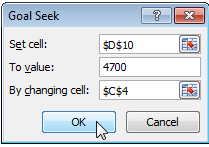 Goal Seek
Set cell: $D$10
To value: 4700
By changing cell: $C$4
OK Cancel